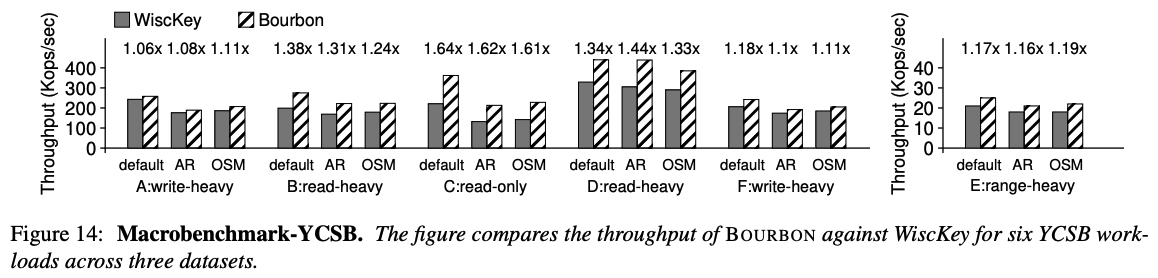 WiscKey Bourbon
Throughput (Kops/sec)
400
300
200
100
0
1.06x 1.08x 1.11x
default AR OSM
A:write-heavy
1.38x 1.31x 1.24x
default AR OSM
B:read-heavy
1.64x 1.62x 1.61x
default AR OSM
C:read-only
1.34x 1.44x 1.33x
default AR OSM
D:read-heavy
1.18x 1.1x 1.11x
default AR OSM
F:write-heavy
Throughput (Kops/sec)
40
30
20
10
0
1.17x 1.16x 1.19x
default AR OSM
E:range-heavy
Figure 14: Macrobenchmark-YCSB. The figure compares the throughput of BOURBON against WiscKey for six YCSB work-
loads across three datasets.